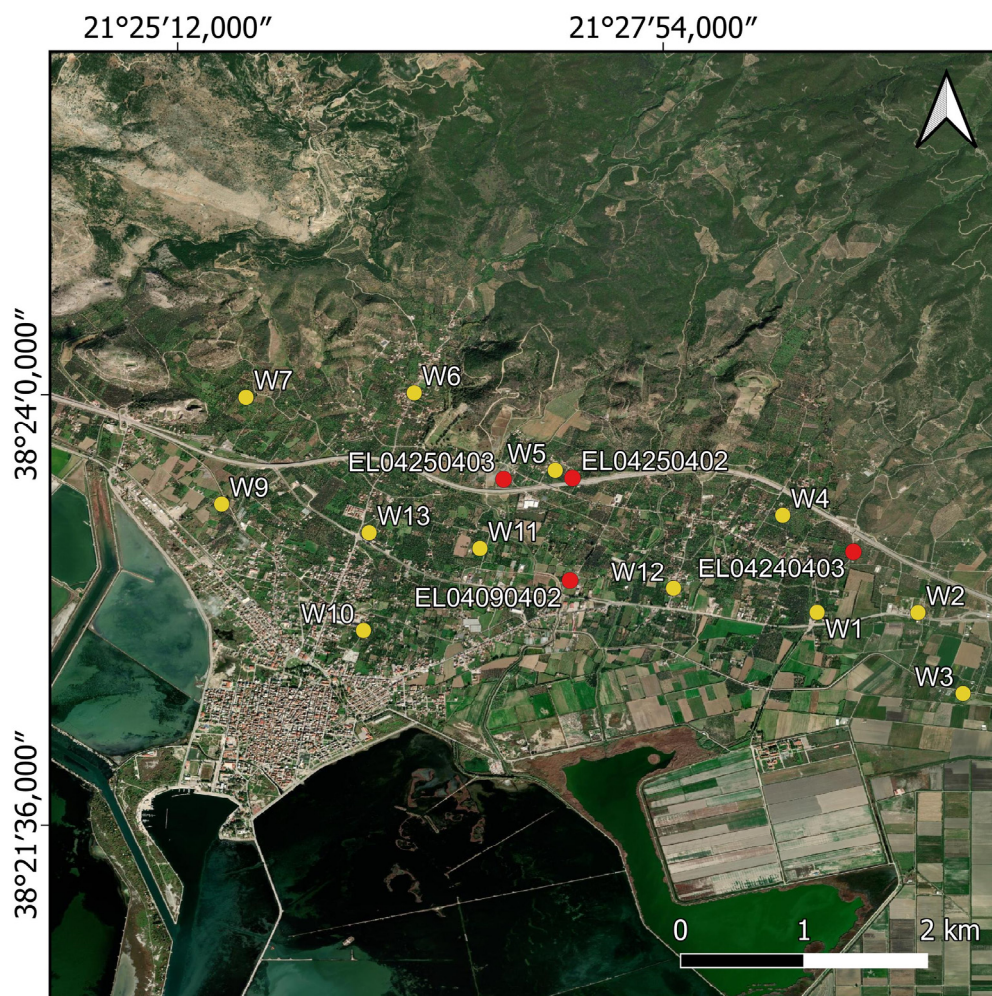 21°25′12,000″ 21°27′54,000″
38°24′0,000″
38°21′36,000″
W7
W6
EL04250403
W5
EL04250402
W9
W13
W4
W11
EL04240403
EL04090402
W12
W10
W1
W2
W3
0 1 2 km